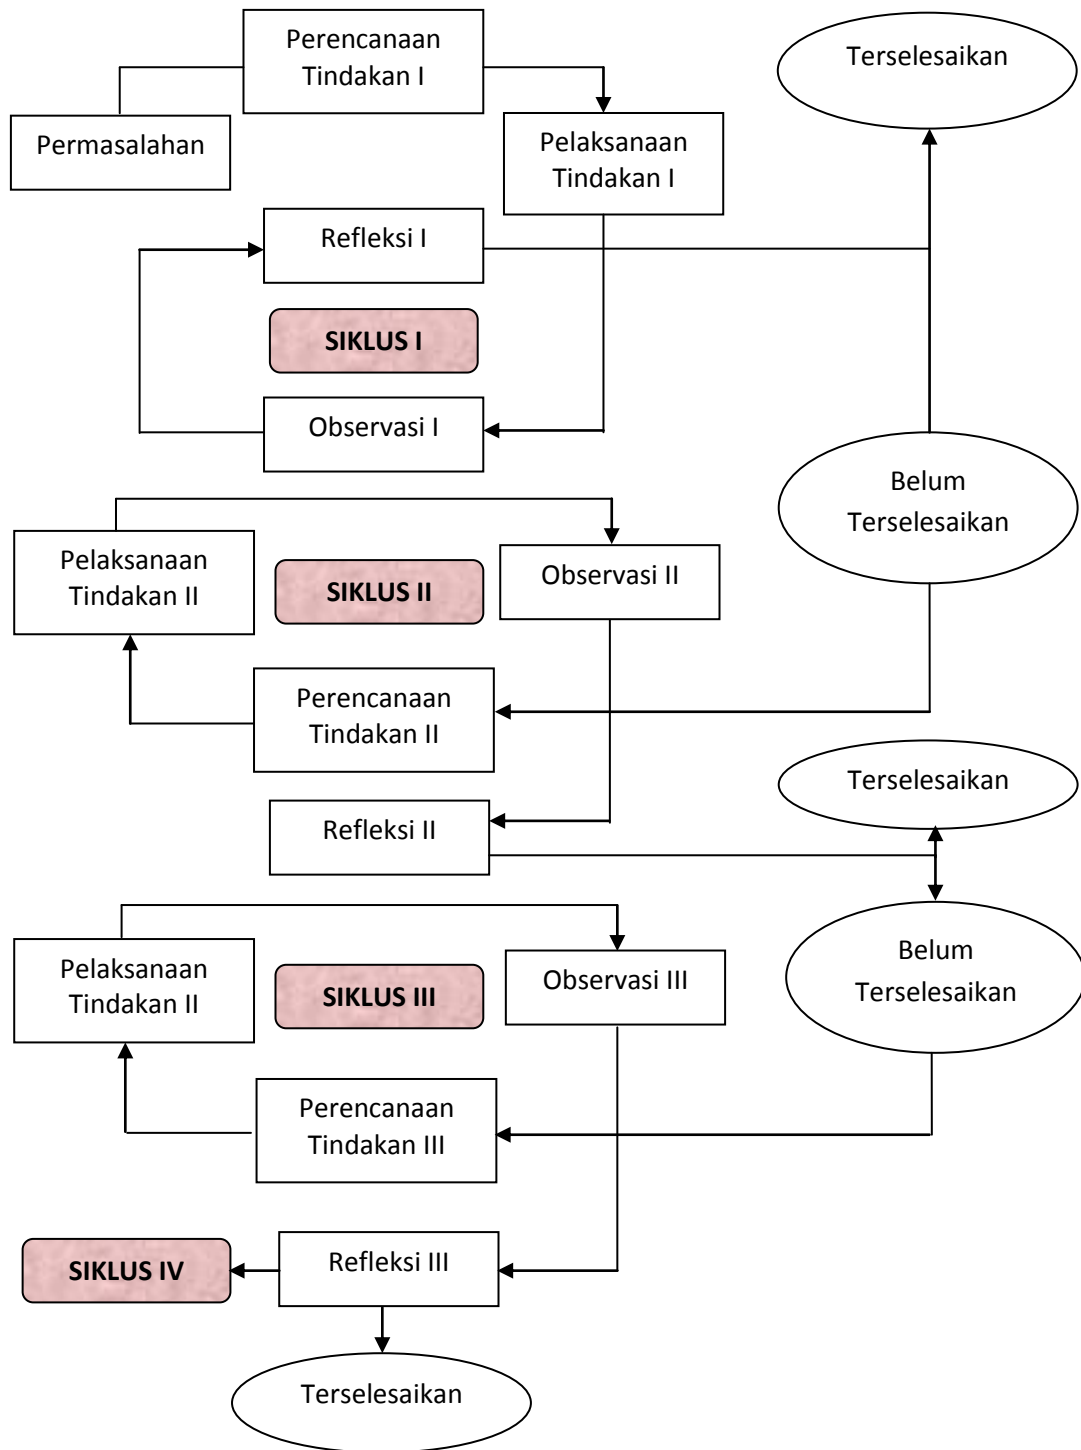 Perencanaan
Tindakan I
Terselesaikan
Permasalahan
Pelaksanaan
Tindakan I
Refleksi I
SIKLUS I
Observasi I
Belum
Terselesaikan
Pelaksanaan
Tindakan II
SIKLUS II
Observasi II
Perencanaan
Tindakan II
Terselesaikan
Refleksi II
Belum
Terselesaikan
Pelaksanaan
Tindakan II
SIKLUS III
Observasi III
Perencanaan
Tindakan III
SIKLUS IV
Refleksi III
Terselesaikan